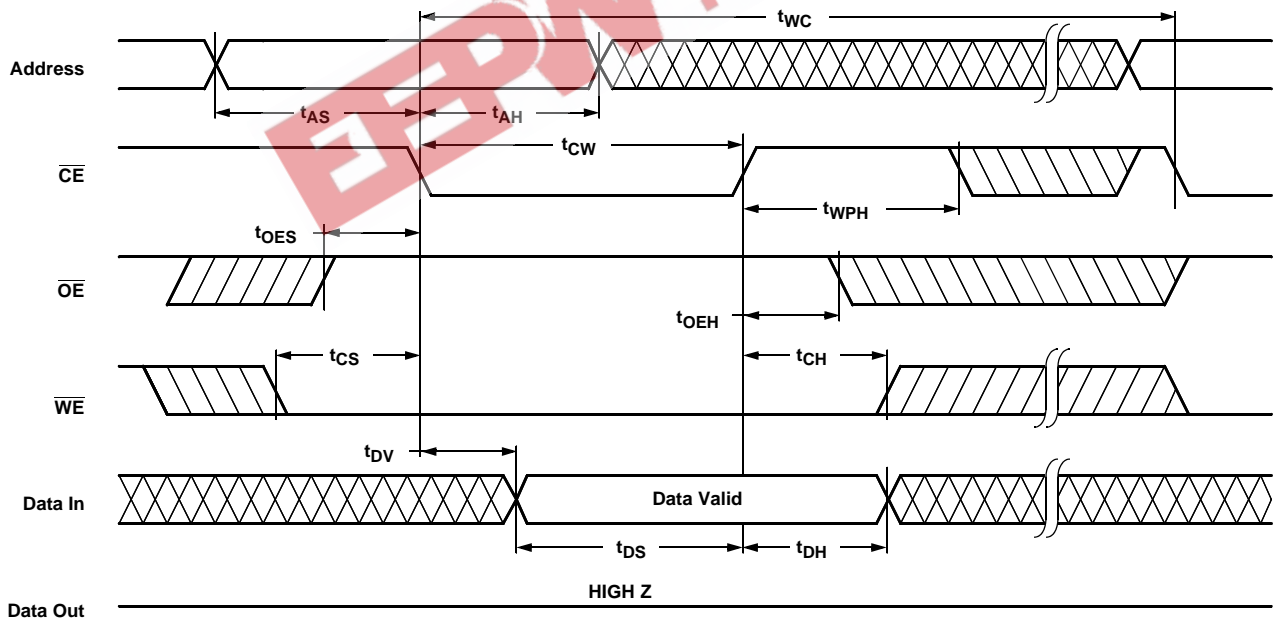 tWC
Address
tAS
tAH
tCW
CE
tWPH
tOES
OE
tOEH
tCS
tCH
WE
tDV
Data In
Data Valid
tDS
tDH
HIGH Z
Data Out